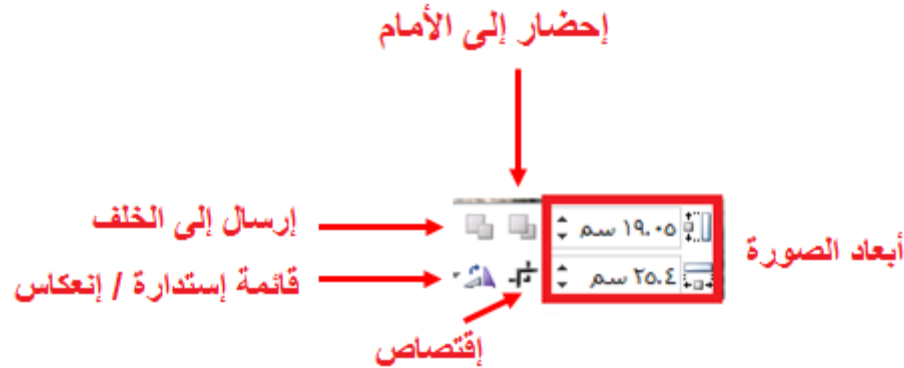 إحضار إلى الأمام
إرسال إلى الخلف
١٩.٠٥ سم
أبعاد الصورة
قائمة إستدارة / إنعكاس
٢٥.٤ سم
إقتصاص